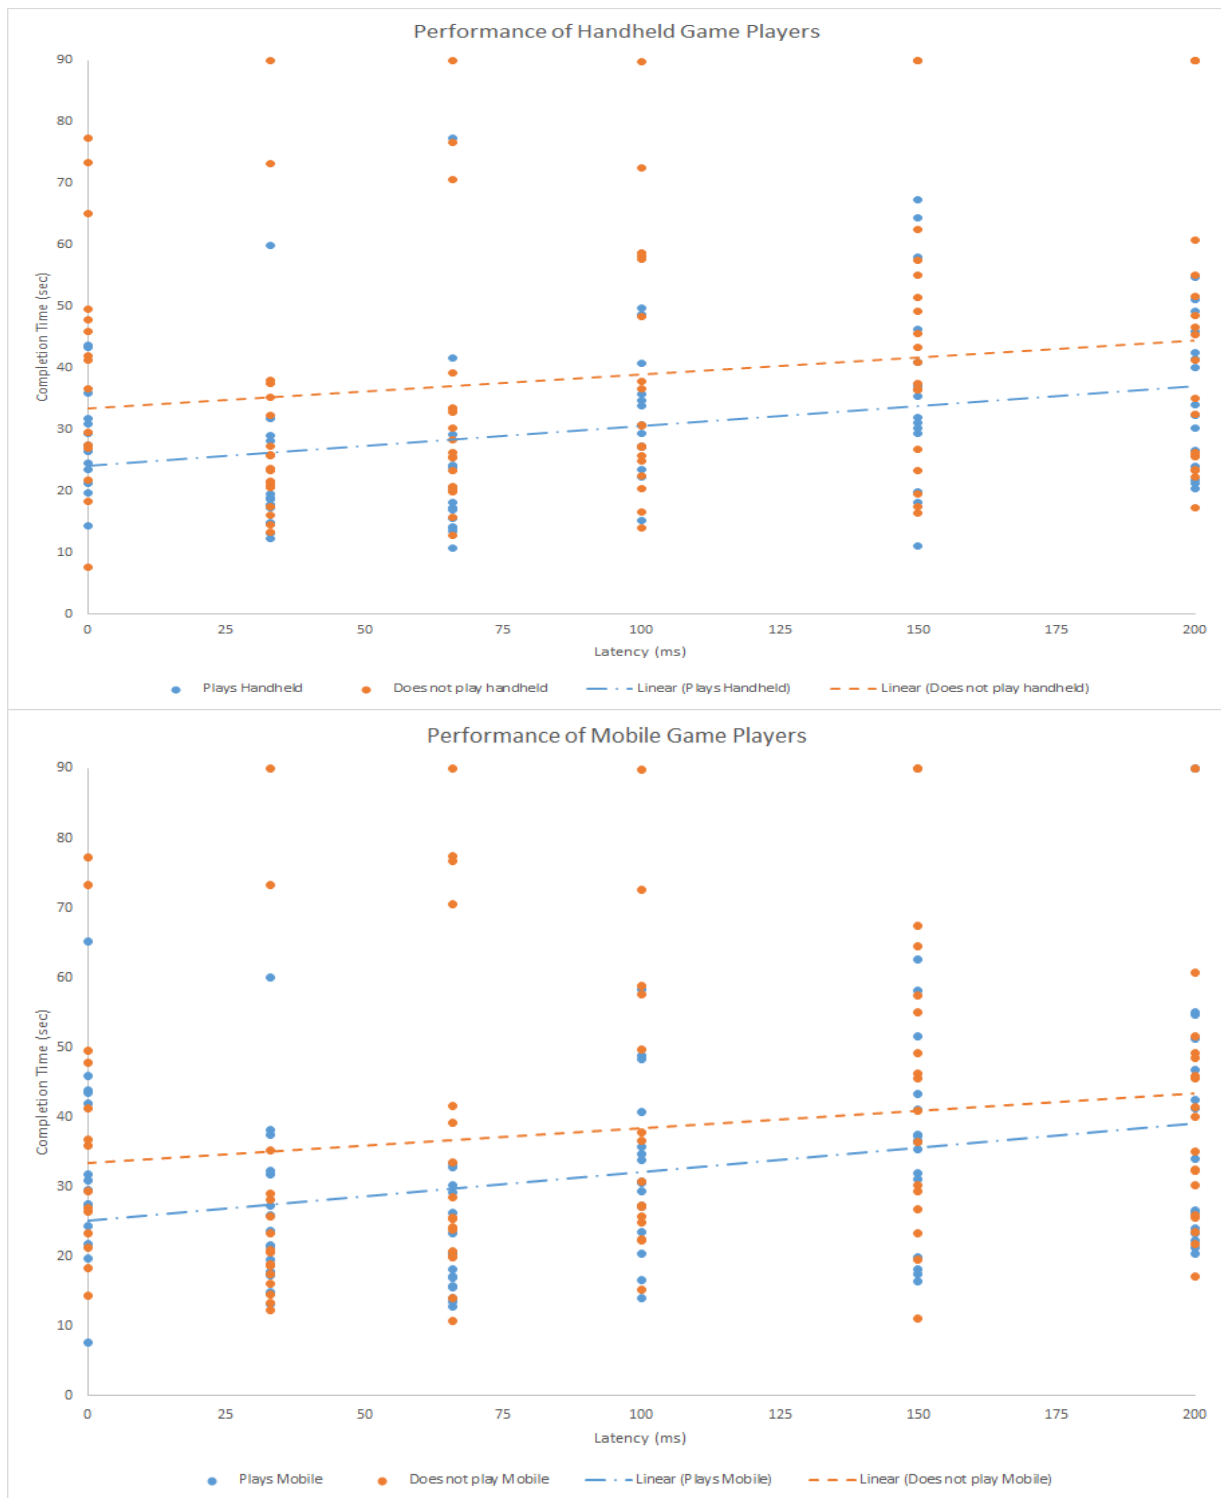 Performance of Handheld Game Players
90
80
70
60
50
40
30
20
10
0
Completion Time (sec)
0 25 50 75 100 125 150 175 200
Latency (ms)
Plays Handheld Does not play handheld Linear (Plays Handheld) Linear (Does not play handheld)
Performance of Mobile Game Players
90
80
70
60
50
40
30
20
10
0
Completion Time (sec)
0 25 50 75 100 125 150 175 200
Latency (ms)
Plays Mobile Does not play Mobile Linear (Plays Mobile) Linear (Does not play Mobile)